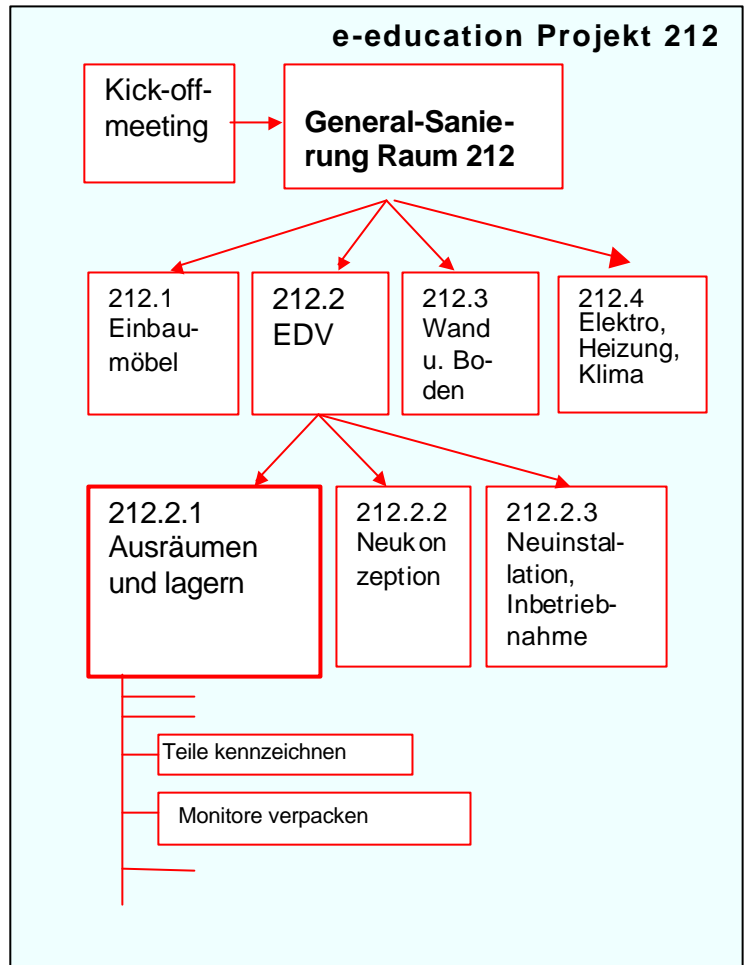 e-education Projekt 212
Kick-off-
meeting
General-Sanie-
rung Raum 212
212.1
Einbau-
möbel
212.2
EDV
212.3
Wand
u. Bo-
den
212.4
Elektro,
Heizung,
Klima
212.2.1
Ausräumen
und lagern
212.2.2
Neukon
zeption
212.2.3
Neuinstal-
lation,
Inbetrieb-
nahme
Teile kennzeichnen
Monitore verpacken